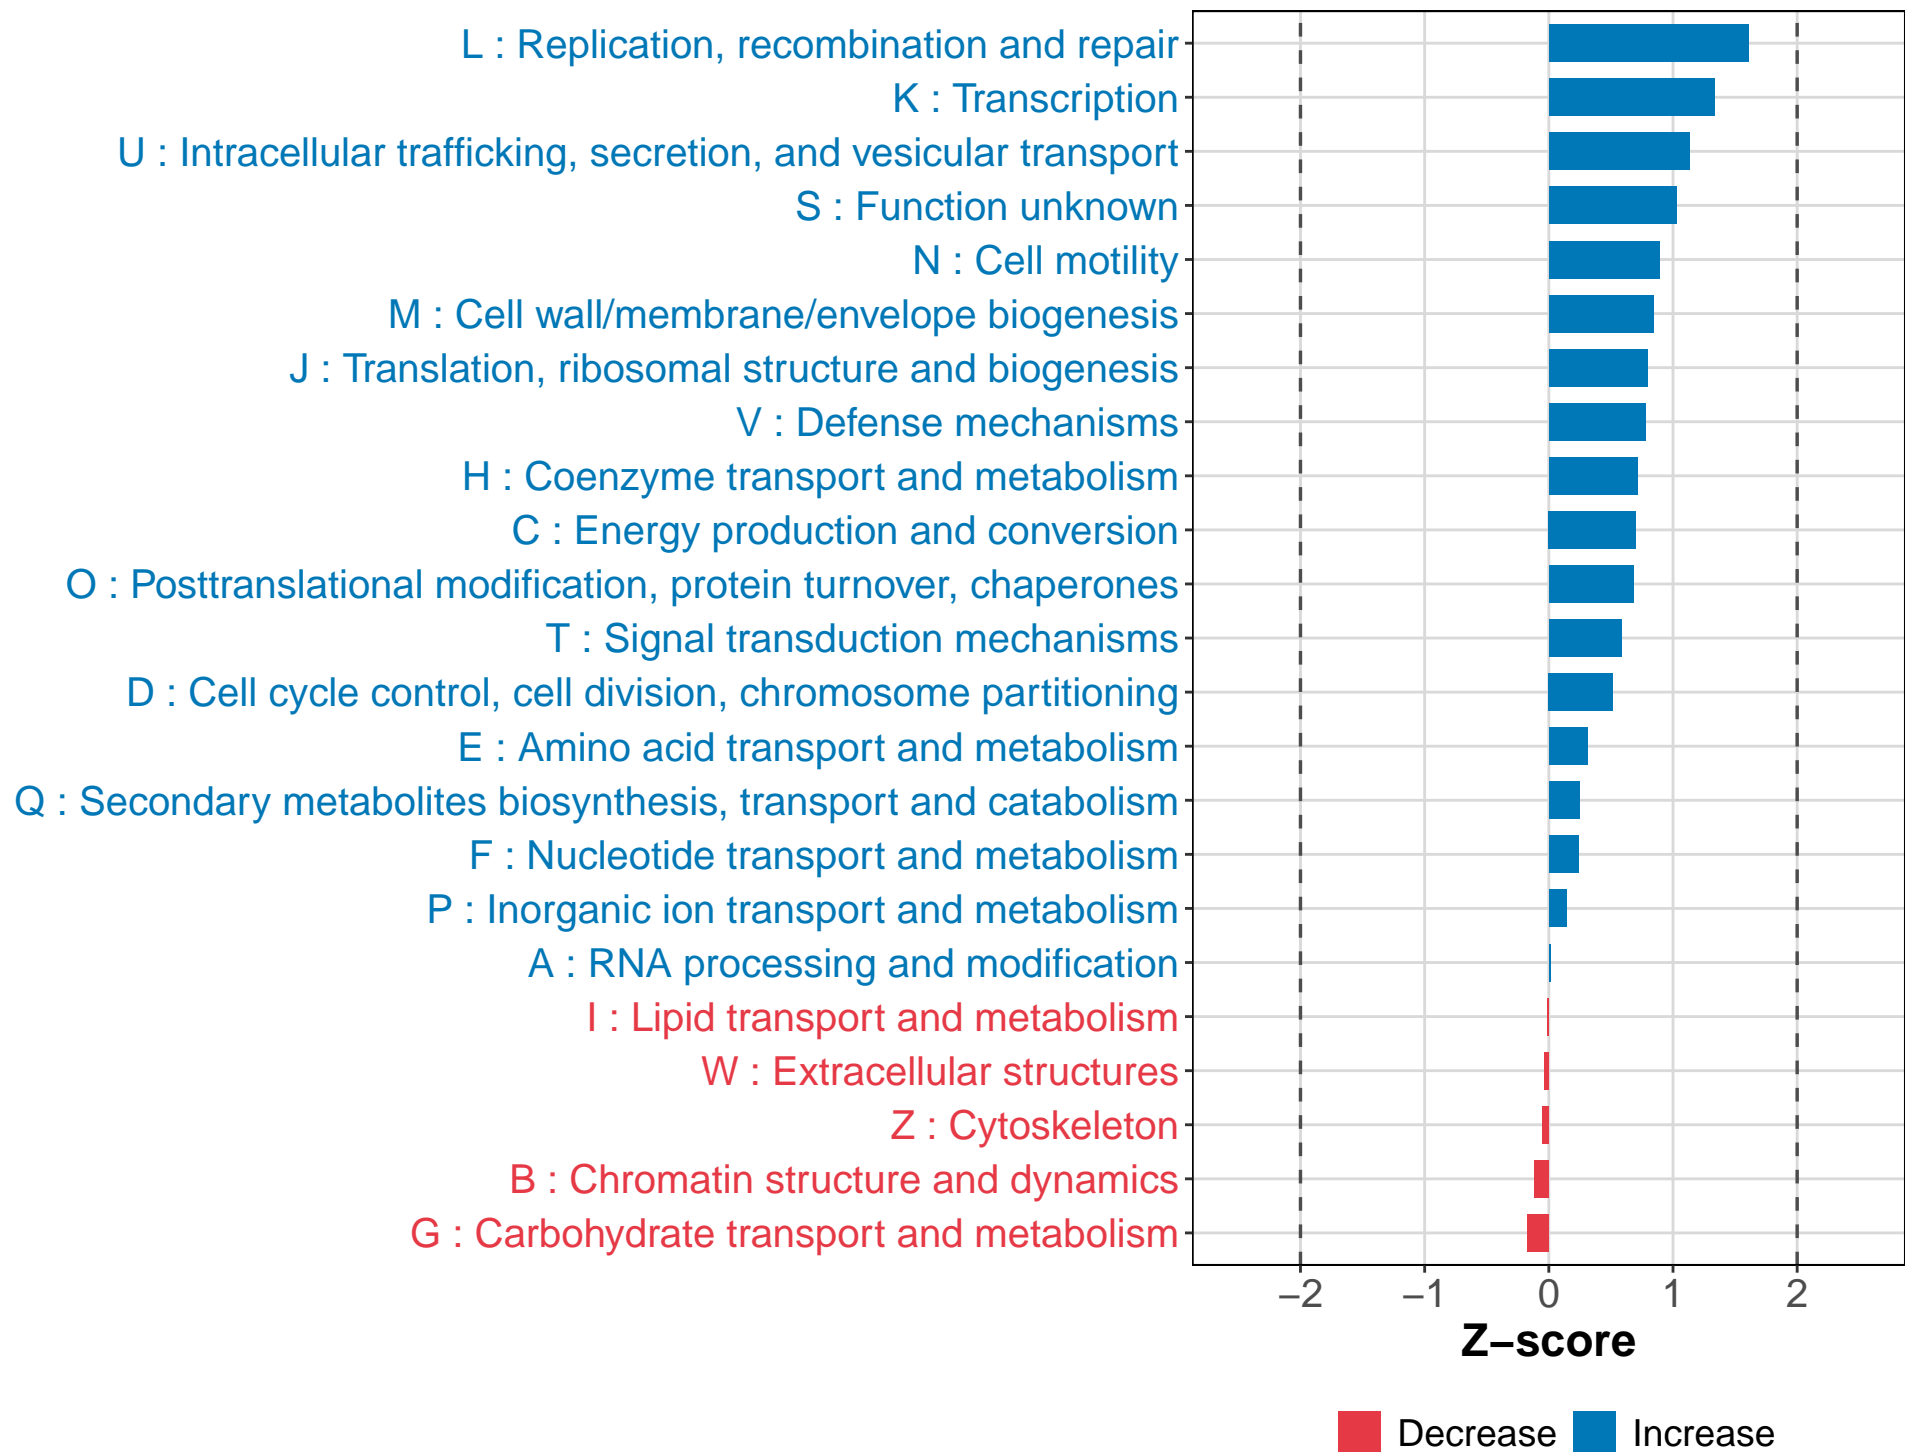 L : Replication, recombination and repair
K : Transcription
U : Intracellular trafficking, secretion, and vesicular transport
S : Function unknown
N : Cell motility
M : Cell wall/membrane/envelope biogenesis
J : Translation, ribosomal structure and biogenesis
V : Defense mechanisms
H : Coenzyme transport and metabolism
C : Energy production and conversion
O : Posttranslational modification, protein turnover, chaperones
T : Signal transduction mechanisms
D : Cell cycle control, cell division, chromosome partitioning
E : Amino acid transport and metabolism
Q : Secondary metabolites biosynthesis, transport and catabolism
F : Nucleotide transport and metabolism
P : Inorganic ion transport and metabolism
A : RNA processing and modification
I : Lipid transport and metabolism
W : Extracellular structures
Z : Cytoskeleton
B : Chromatin structure and dynamics
G : Carbohydrate transport and metabolism
−2 −1 0 1 2
Z−score
Decrease Increase